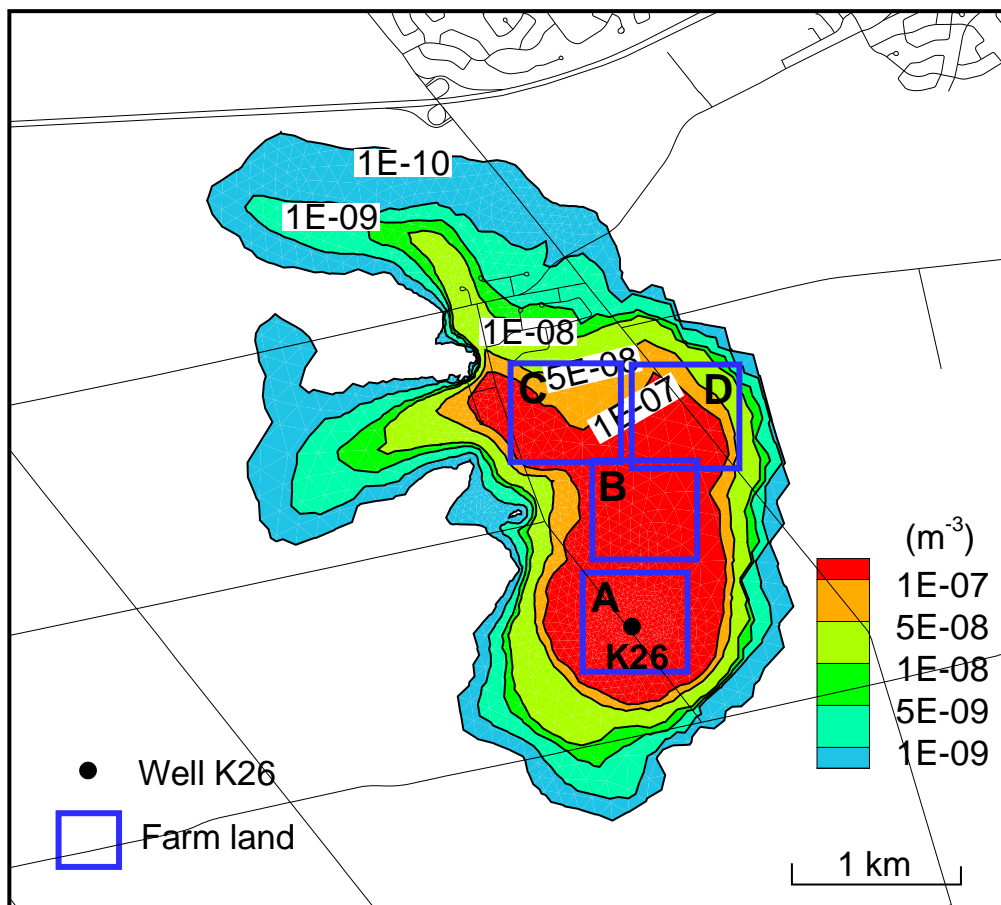 1E-10
1E-09
1E-08
5E-08
1E-07
C
D
B
A
K26
(m-3)
1E-07
5E-08
1E-08
5E-09
1E-09
Well K26
Farm land
1 km